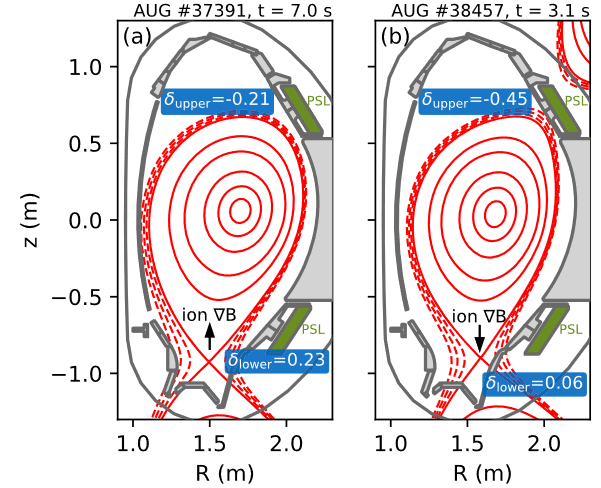 AUG #37391, t = 7.0 s
AUG #38457, t = 3.1 s
(a)
(b)
1.0
0.5
0.0
−0.5
−1.0
z (m)
δupper=-0.21
δupper=-0.45
PSL
PSL
ion ∇B
ion ∇B
PSL
PSL
δlower=0.23
δlower=0.06
1.0 1.5 2.0
1.0 1.5 2.0
R (m)
R (m)